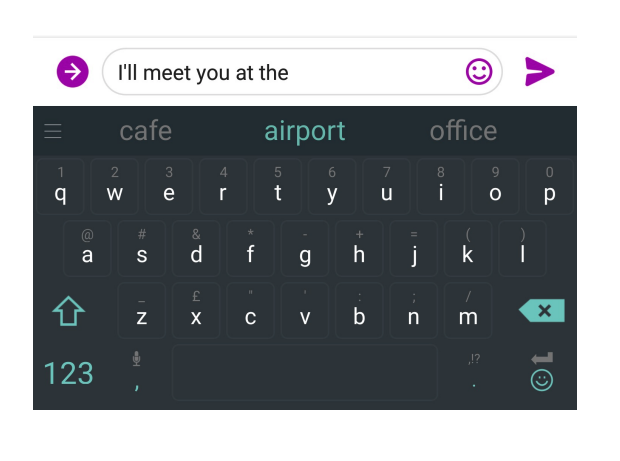 I'll meet you at the
cafe airport office
1 2 3 4 5 6 7 8 9 0
q w e r t y u i o p
@ # & * - + = ( )
a s d f g h j k l
_ £ " ' : ; /
z x c v b n m
,!?
123 , .